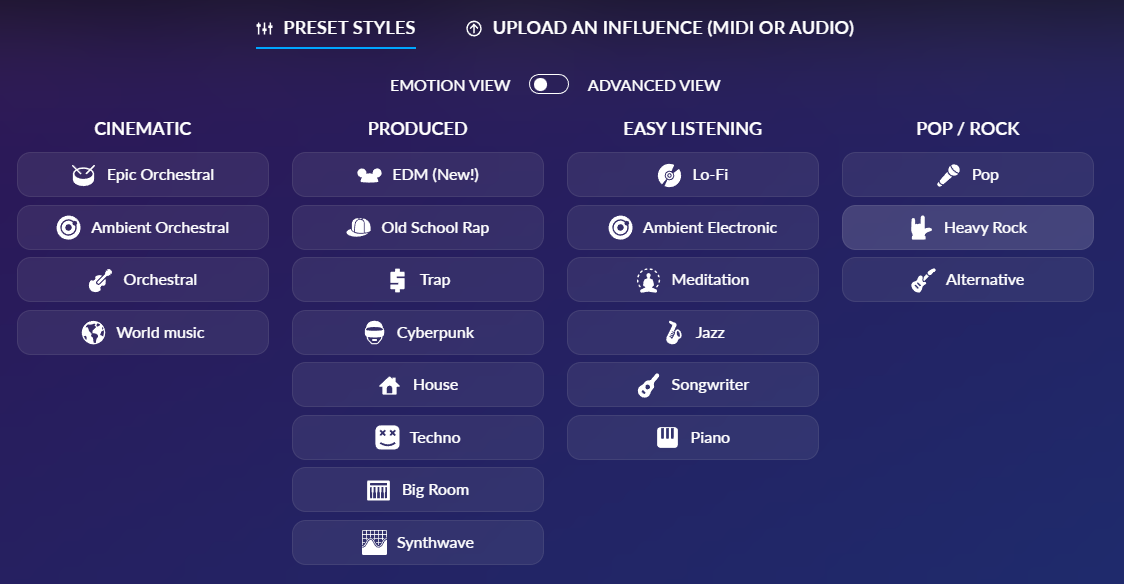 PRESET STYLES
UPLOAD AN INFLUENCE (MIDI OR AUDIO)
EMOTION VIEW
ADVANCED VIEW
CINEMATIC
Epic Orchestral
Ambient Orchestral
Orchestral
World music
PRODUCED
EDM (New!)
Old School Rap
Trap
Cyberpunk
House
Techno
Big Room
Synthwave
EASY LISTENING
Lo-Fi
Ambient Electronic
Meditation
Jazz
Songwriter
Piano
POP / ROCK
Pop
Heavy Rock
Alternative